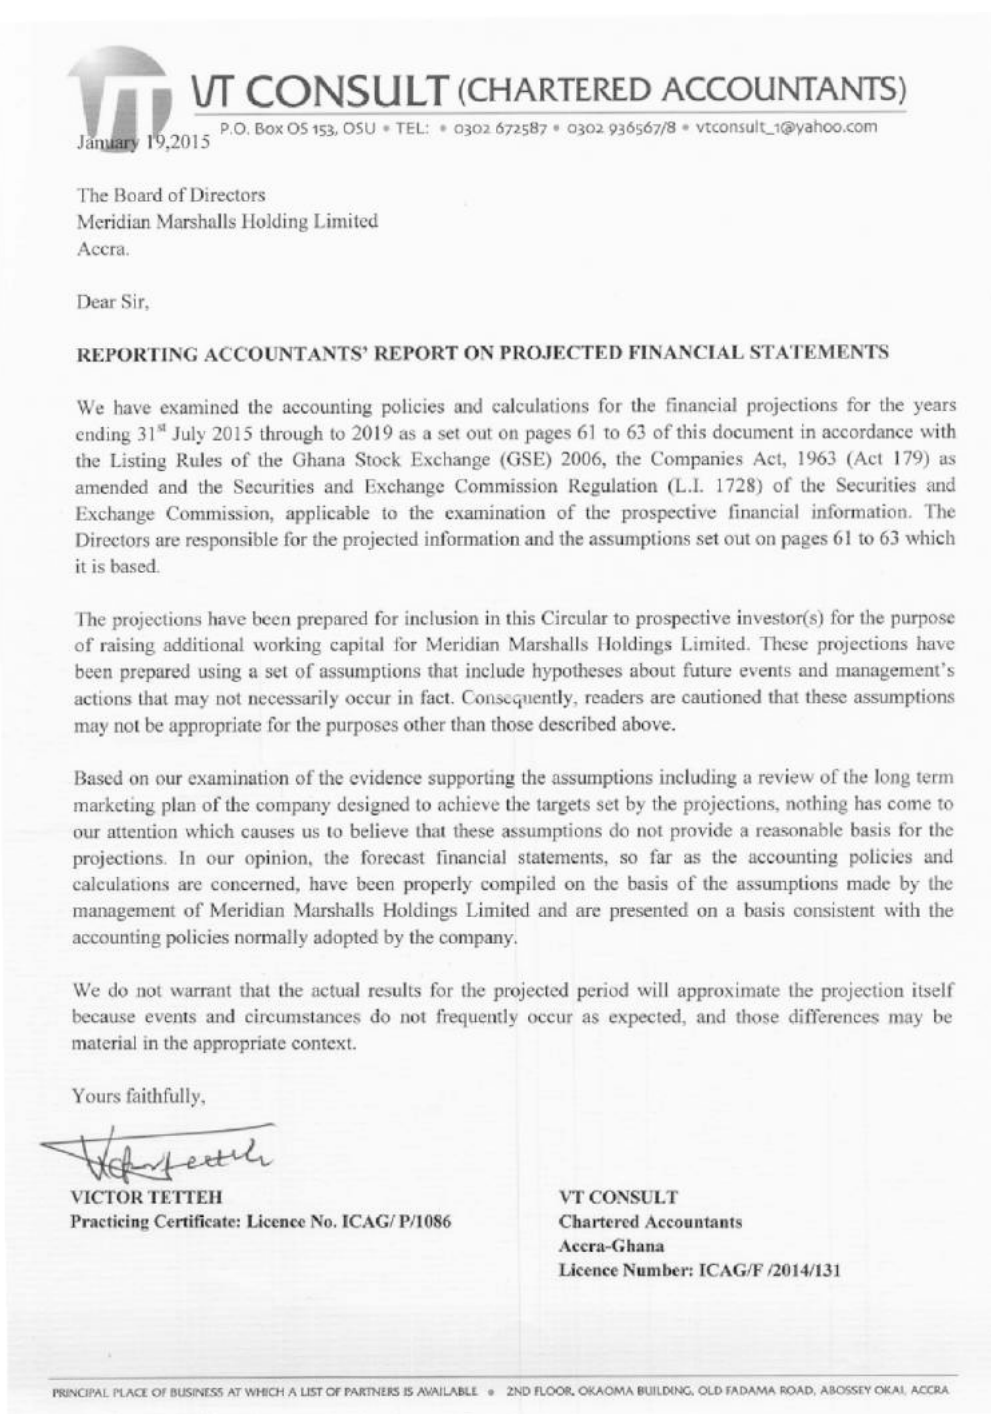 VT CONSULT (CHARTERED ACCOUNTANTS)
P.O. Box OS 153, OSU • TEL: • 0302 672587 • 0302 936567/8 • vtconsult_1@yahoo.com
January 19,2015
The Board of Directors
Meridian Marshalls Holding Limited
Accra.
Dear Sir,
REPORTING ACCOUNTANTS' REPORT ON PROJECTED FINANCIAL STATEMENTS
We have examined the accounting policies and calculations for the financial projections for the years
ending 31st July 2015 through to 2019 as a set out on pages 61 to 63 of this document in accordance with
the Listing Rules of the Ghana Stock Exchange (GSE) 2006, the Companies Act, 1963 (Act 179) as
amended and the Securities and Exchange Commission Regulation (L.I. 1728) of the Securities and
Exchange Commission, applicable to the examination of the prospective financial information. The
Directors are responsible for the projected information and the assumptions set out on pages 61 to 63 which
it is based.
The projections have been prepared for inclusion in this Circular to prospective investor(s) for the purpose
of raising additional working capital for Meridian Marshalls Holdings Limited. These projections have
been prepared using a set of assumptions that include hypotheses about future events and management's
actions that may not necessarily occur in fact. Consequently, readers are cautioned that these assumptions
may not be appropriate for the purposes other than those described above.
Based on our examination of the evidence supporting the assumptions including a review of the long term
marketing plan of the company designed to achieve the targets set by the projections, nothing has come to
our attention which causes us to believe that these assumptions do not provide a reasonable basis for the
projections. In our opinion, the forecast financial statements, so far as the accounting policies and
calculations are concerned, have been properly compiled on the basis of the assumptions made by the
management of Meridian Marshalls Holdings Limited and are presented on a basis consistent with the
accounting policies normally adopted by the company.
We do not warrant that the actual results for the projected period will approximate the projection itself
because events and circumstances do not frequently occur as expected, and those differences may be
material in the appropriate context.
Yours faithfully,
VICTOR TETTEH
Practicing Certificate: Licence No. ICAG/ P/1086
VT CONSULT
Chartered Accountants
Accra-Ghana
Licence Number: ICAG/F /2014/131
PRINCIPAL PLACE OF BUSINESS AT WHICH A LIST OF PARTNERS IS AVAILABLE • 2ND FLOOR, OKAOMA BUILDING, OLD FADAMA ROAD, ABOSSEY OKAI, ACCRA